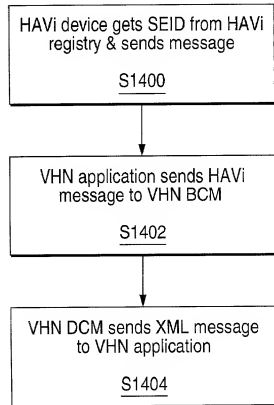 HAVi device gets SEID from HAVi
registry & sends message
S1400
VHN application sends HAVi
message to VHN BCM
S1402
VHN DCM sends XML message
to VHN application
S1404